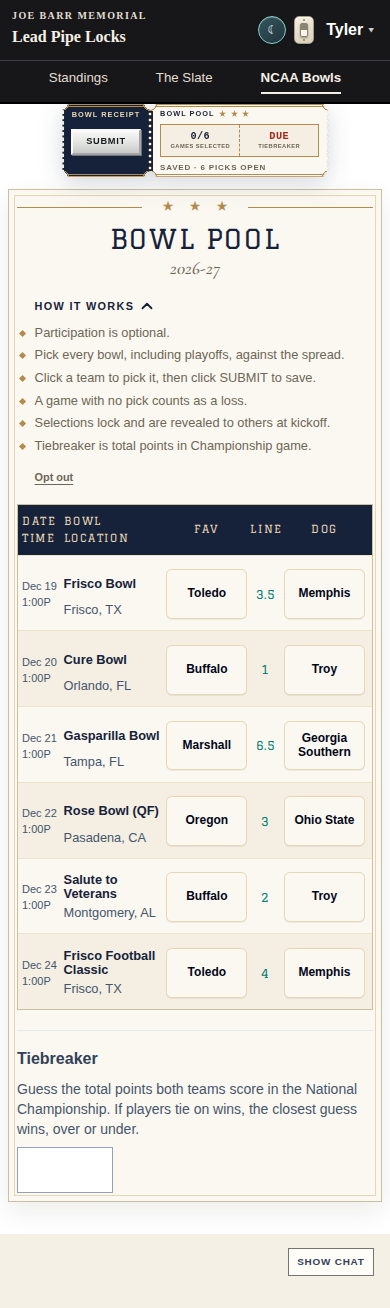 JOE BARR MEMORIAL
Lead Pipe Locks
Tyler
Standings
The Slate
NCAA Bowls
BOWL RECEIPT
SUBMIT
BOWL POOL ★ ★ ★
0/6
GAMES SELECTED
DUE
TIEBREAKER
SAVED · 6 PICKS OPEN
★ ★ ★
BOWL POOL
2026-27
HOW IT WORKS
Participation is optional.
Pick every bowl, including playoffs, against the spread.
Click a team to pick it, then click SUBMIT to save.
A game with no pick counts as a loss.
Selections lock and are revealed to others at kickoff.
Tiebreaker is total points in Championship game.
Opt out
DATE TIME
BOWL LOCATION
FAV
LINE
DOG
Dec 19
1:00P
Frisco Bowl
Frisco, TX
Toledo
3.5
Memphis
Dec 20
1:00P
Cure Bowl
Orlando, FL
Buffalo
1
Troy
Dec 21
1:00P
Gasparilla Bowl
Tampa, FL
Marshall
6.5
Georgia
Southern
Dec 22
1:00P
Rose Bowl (QF)
Pasadena, CA
Oregon
3
Ohio State
Dec 23
1:00P
Salute to
Veterans
Montgomery, AL
Buffalo
2
Troy
Dec 24
1:00P
Frisco Football
Classic
Frisco, TX
Toledo
4
Memphis
Tiebreaker
Guess the total points both teams score in the National
Championship. If players tie on wins, the closest guess
wins, over or under.
SHOW CHAT